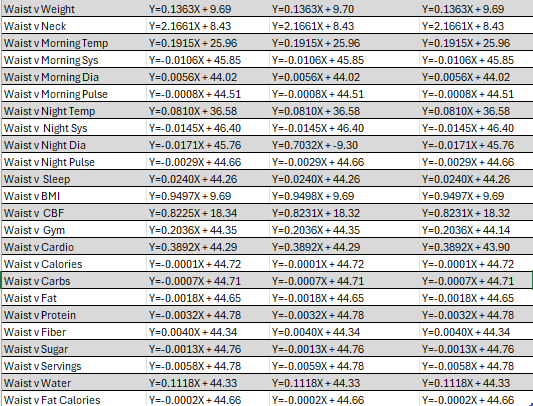 Waist v Weight Y=0.1363X + 9.69 Y=0.1363X + 9.70 Y=0.1363X + 9.69
Waist v Neck Y=2.1661X + 8.43 Y=2.1661X + 8.43 Y=2.1661X + 8.43
Waist v Morning Temp Y=0.1915X + 25.96 Y=0.1915X + 25.96 Y=0.1915X + 25.96
Waist v Morning Sys Y=-0.0106X + 45.85 Y=-0.0106X + 45.85 Y=-0.0106X + 45.85
Waist v Morning Dia Y=0.0056X + 44.02 Y=0.0056X + 44.02 Y=0.0056X + 44.02
Waist v Morning Pulse Y=-0.0008X + 44.51 Y=-0.0008X + 44.51 Y=-0.0008X + 44.51
Waist v Night Temp Y=0.0810X + 36.58 Y=0.0810X + 36.58 Y=0.0810X + 36.58
Waist v Night Sys Y=-0.0145X + 46.40 Y=-0.0145X + 46.40 Y=-0.0145X + 46.40
Waist v Night Dia Y=-0.0171X + 45.76 Y=0.7032X + -9.30 Y=-0.0171X + 45.76
Waist v Night Pulse Y=-0.0029X + 44.66 Y=-0.0029X + 44.66 Y=-0.0029X + 44.66
Waist v Sleep Y=0.0240X + 44.26 Y=0.0240X + 44.26 Y=0.0240X + 44.26
Waist v BMI Y=0.9497X + 9.69 Y=0.9498X + 9.69 Y=0.9497X + 9.69
Waist v CBF Y=0.8225X + 18.34 Y=0.8231X + 18.32 Y=0.8231X + 18.32
Waist v Gym Y=0.2036X + 44.35 Y=0.2036X + 44.35 Y=0.2036X + 44.14
Waist v Cardio Y=0.3892X + 44.29 Y=0.3892X + 44.29 Y=0.3892X + 43.90
Waist v Calories Y=-0.0001X + 44.72 Y=-0.0001X + 44.72 Y=-0.0001X + 44.72
Waist v Carbs Y=-0.0007X + 44.71 Y=-0.0007X + 44.71 Y=-0.0007X + 44.71
Waist v Fat Y=-0.0018X + 44.65 Y=-0.0018X + 44.65 Y=-0.0018X + 44.65
Waist v Protein Y=-0.0032X + 44.78 Y=-0.0032X + 44.78 Y=-0.0032X + 44.78
Waist v Fiber Y=0.0040X + 44.34 Y=0.0040X + 44.34 Y=0.0040X + 44.34
Waist v Sugar Y=-0.0013X + 44.76 Y=-0.0013X + 44.76 Y=-0.0013X + 44.76
Waist v Servings Y=-0.0058X + 44.78 Y=-0.0059X + 44.78 Y=-0.0058X + 44.78
Waist v Water Y=0.1118X + 44.33 Y=0.1118X + 44.33 Y=0.1118X + 44.33
Waist v Fat Calories Y=-0.0002X + 44.66 Y=-0.0002X + 44.66 Y=-0.0002X + 44.66